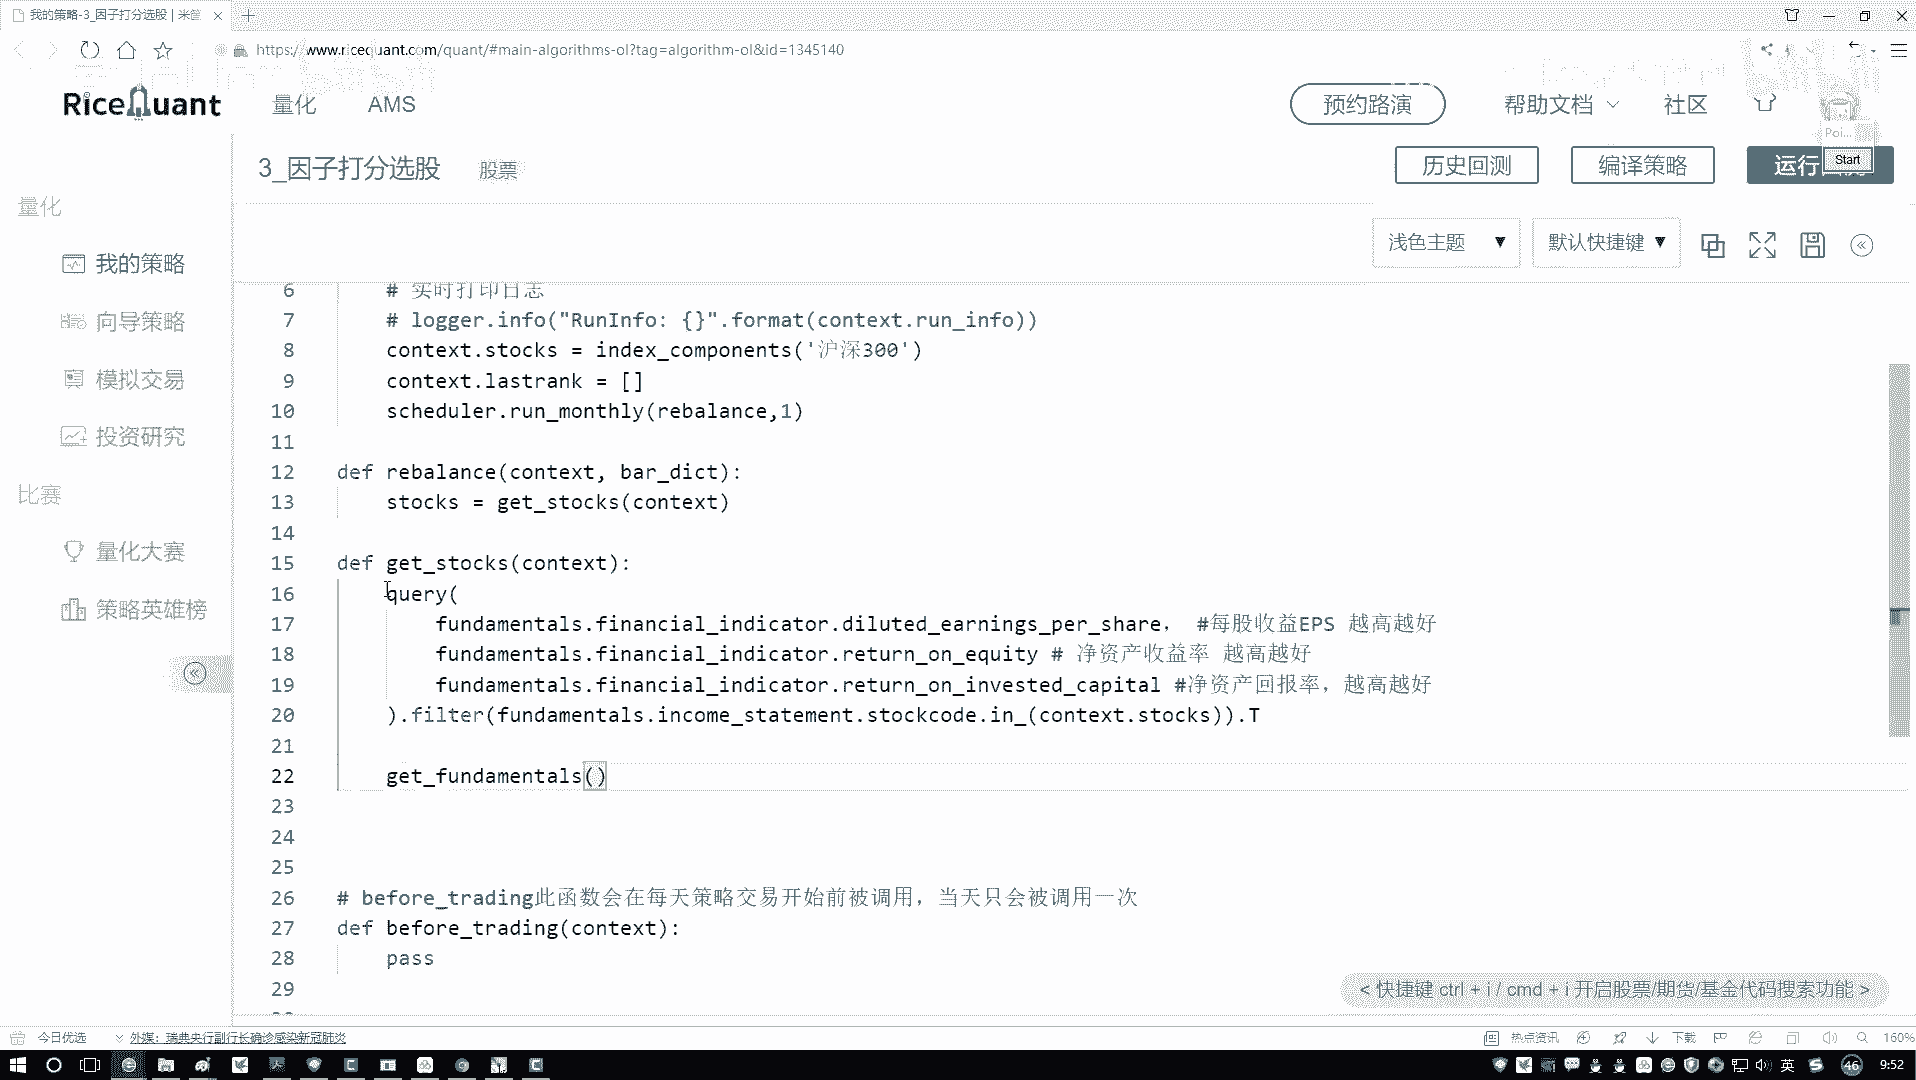 我的策略-3_因子打分选股 | 米筐
https://www.ricequant.com/quant/#main-algorithms-ol?tag=algorithm-ol&id=1345140
RiceQuant
量化
AMS
预约路演
帮助文档
社区
Poi...
3_因子打分选股
股票
历史回测
编译策略
运行
Start
量化
我的策略
向导策略
模拟交易
投资研究
比赛
量化大赛
策略英雄榜
浅色主题
默认快捷键
6 # 实时打印日志
7 # logger.info("RunInfo: {}".format(context.run_info))
8 context.stocks = index_components('沪深300')
9 context.lastrank = []
10 scheduler.run_monthly(rebalance,1)
11
12 def rebalance(context, bar_dict):
13 stocks = get_stocks(context)
14
15 def get_stocks(context):
16 query(
17 fundamentals.financial_indicator.diluted_earnings_per_share， #每股收益EPS 越高越好
18 fundamentals.financial_indicator.return_on_equity # 净资产收益率 越高越好
19 fundamentals.financial_indicator.return_on_invested_capital #净资产回报率，越高越好
20 ).filter(fundamentals.income_statement.stockcode.in_(context.stocks)).T
21
22 get_fundamentals()
23
24
25
26 # before_trading此函数会在每天策略交易开始前被调用，当天只会被调用一次
27 def before_trading(context):
28 pass
29
< 快捷键 ctrl + i / cmd + i 开启股票/期货/基金代码搜索功能 >
今日优选
外媒：瑞典央行副行长确诊感染新冠肺炎
热点资讯
下载
160%
英
46
9:52